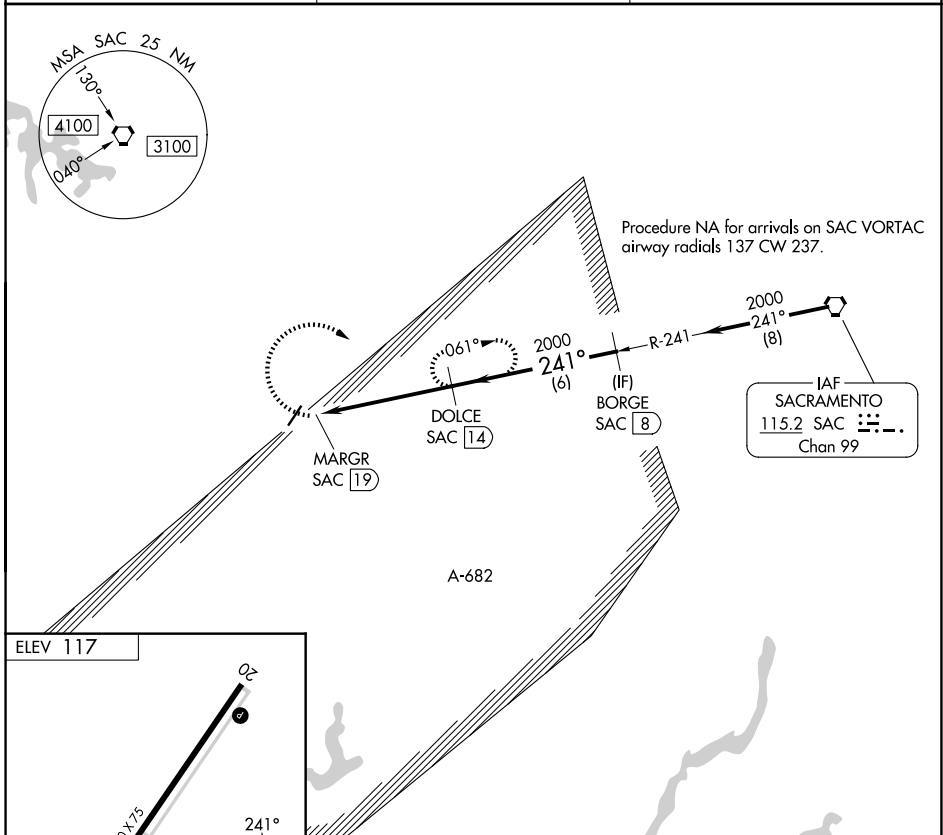 MSA SAC 25 NM
130°
4100
3100
040°
Procedure NA for arrivals on SAC VORTAC
airway radials 137 CW 237.
2000
241°
(8)
R-241
2000
241°
(6)
061°
(IF)
BORGE
SAC 8
IAF
SACRAMENTO
115.2 SAC
Chan 99
DOLCE
SAC 14
MARGR
SAC 19
A-682
ELEV 117
20
P
X 75
241°